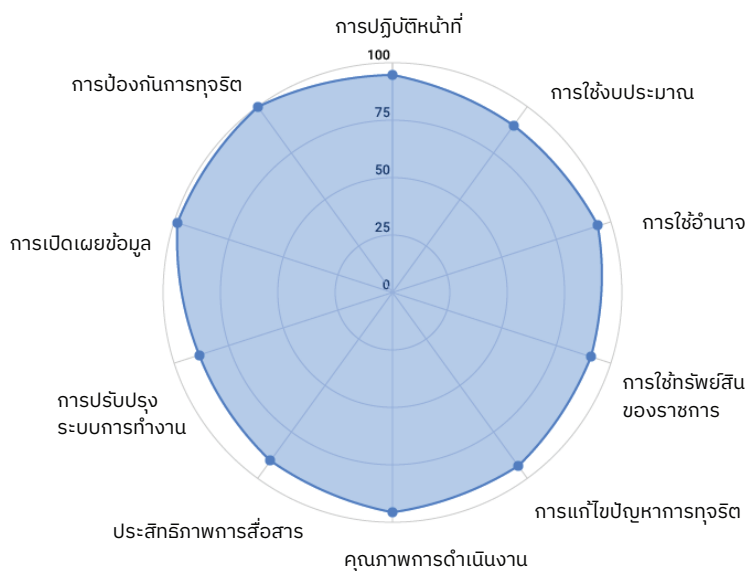 การปฏิบัติหน้าที่
100
การป้องกันการทุจริต
การใช้งบประมาณ
75
50
การใช้อำนาจ
การเปิดเผยข้อมูล
25
0
การใช้ทรัพย์สิน
ของราชการ
การปรับปรุง
ระบบการทำงาน
การแก้ไขปัญหาการทุจริต
ประสิทธิภาพการสื่อสาร
คุณภาพการดำเนินงาน